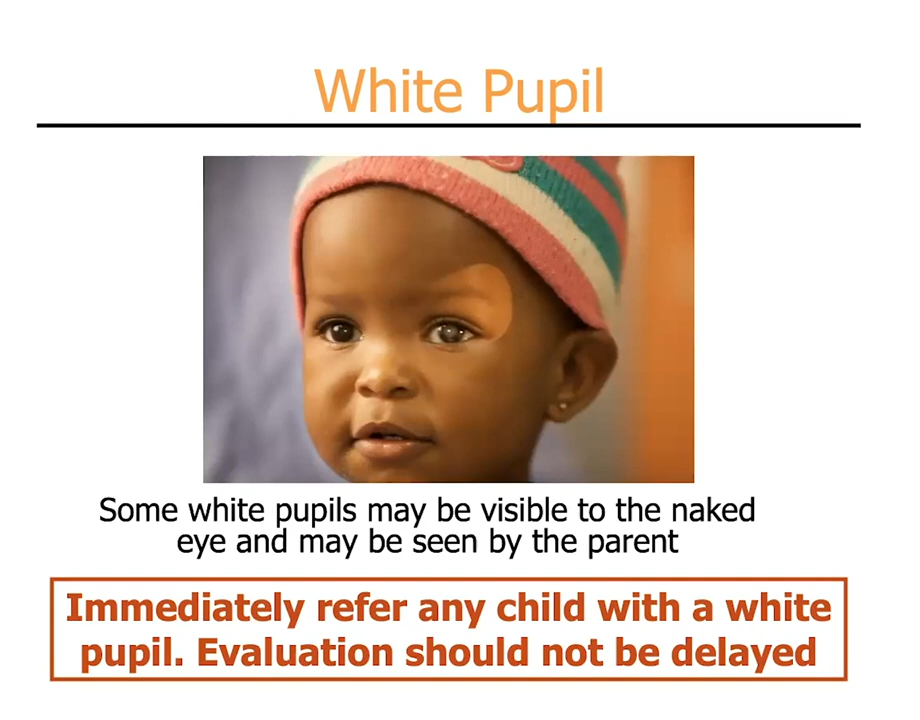 White Pupil
Some white pupils may be visible to the naked
eye and may be seen by the parent
Immediately refer any child with a white
pupil. Evaluation should not be delayed